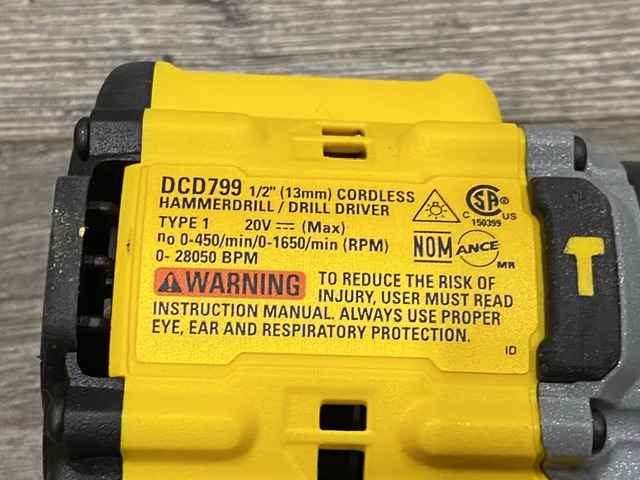 DCD799 1/2" (13mm) CORDLESS
HAMMERDRILL / DRILL DRIVER
TYPE 1 20V ⎓ (Max)
no 0-450/min/0-1650/min (RPM)
0- 28050 BPM
C SA ® US
150399
NOM ANCE MR
WARNING TO REDUCE THE RISK OF
INJURY, USER MUST READ
INSTRUCTION MANUAL. ALWAYS USE PROPER
EYE, EAR AND RESPIRATORY PROTECTION.
ID